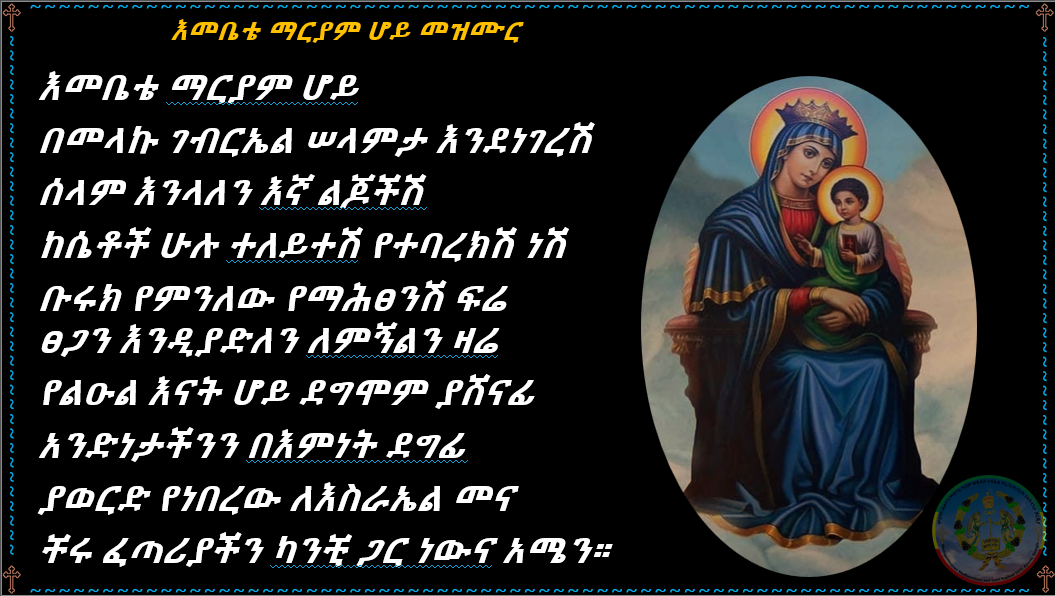 እመቤቴ ማርያም ሆይ መዝሙር
እመቤቴ ማርያም ሆይ
በመላኩ ገብርኤል ሠላምታ እንደነገረሽ
ሰላም እንላለን እኛ ልጆችሽ
ከሴቶች ሁሉ ተለይተሽ የተባረክሽ ነሽ
ቡሩክ የምንለው የማሕፀንሽ ፍሬ
ፀጋን እንዲያድለን ለምኝልን ዛሬ
የልዑል እናት ሆይ ደግሞም ያሸናፊ
አንድነታችንን በእምነት ደግፊ
ያወርድ የነበረው ለእስራኤል መና
ቸሩ ፈጣሪያችን ካንቺ ጋር ነውና አሜን።